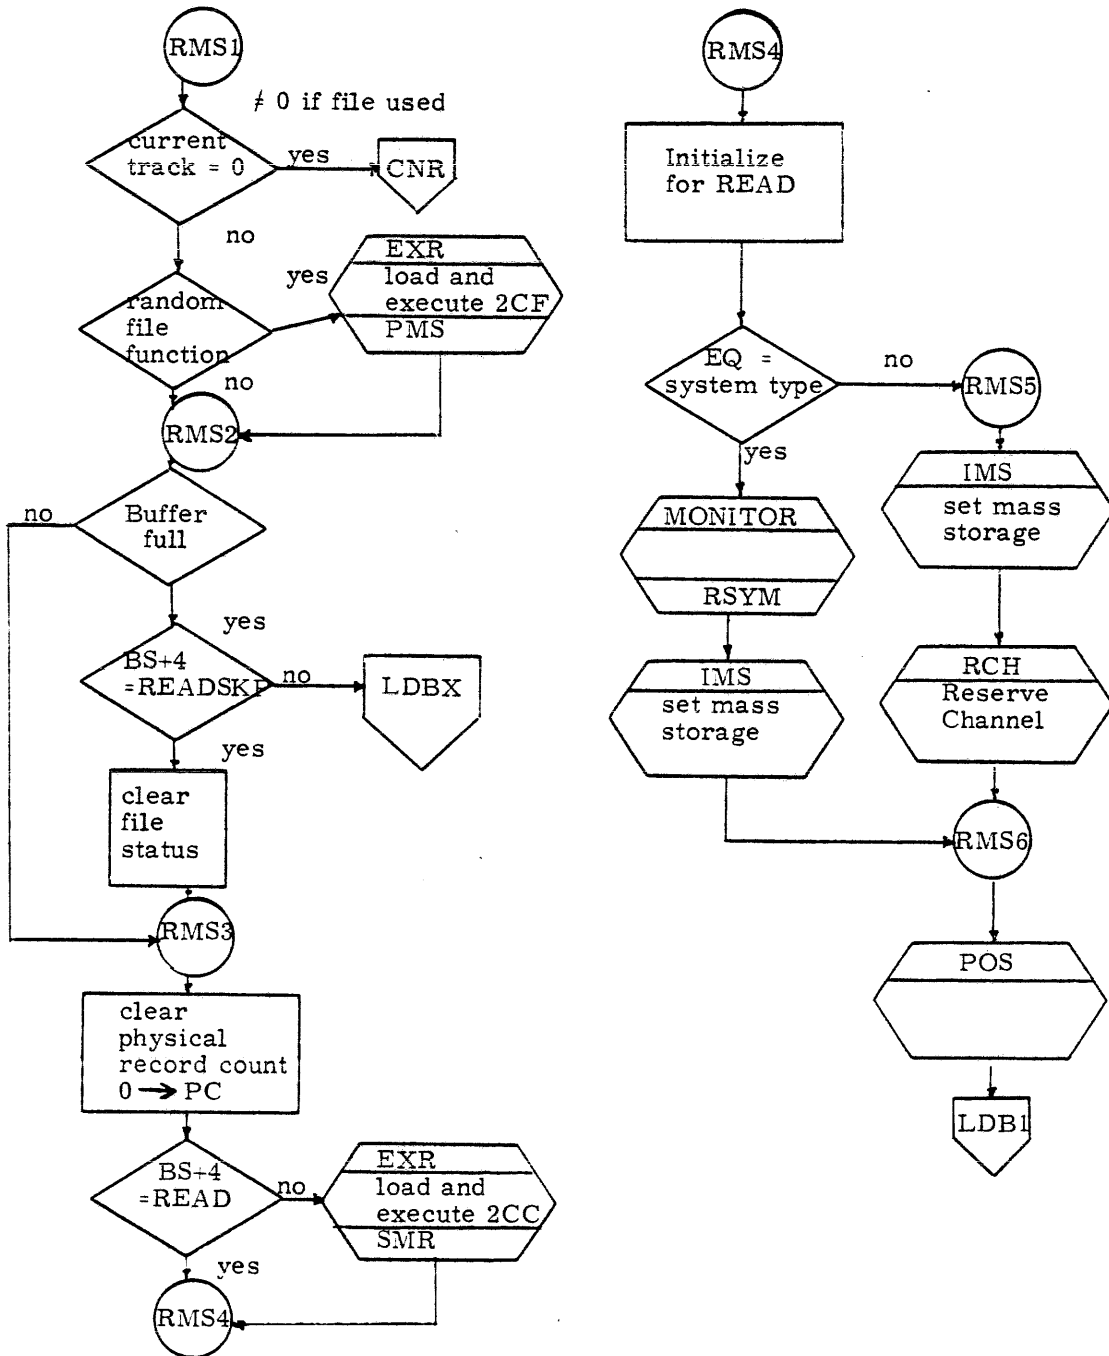 RMS1
≠ 0 if file used
current
track = 0
yes
CNR
no
random
file
function
yes
EXR
load and
execute 2CF
PMS
no
RMS2
Buffer
full
no
yes
BS+4
=READSKP
no
LDBX
yes
clear
file
status
RMS3
clear
physical
record count
0 → PC
BS+4
=READ
no
EXR
load and
execute 2CC
SMR
yes
RMS4
RMS4
Initialize
for READ
EQ =
system type
no
RMS5
yes
MONITOR
RSYM
IMS
set mass
storage
IMS
set mass
storage
RCH
Reserve
Channel
RMS6
POS
LDB1